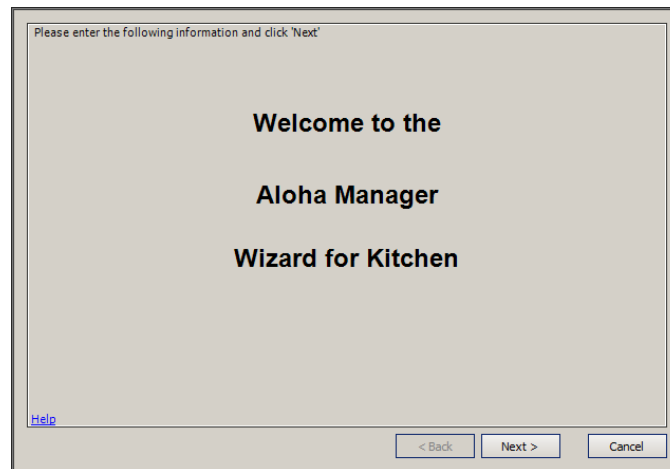 Please enter the following information and click 'Next'
Welcome to the
Aloha Manager
Wizard for Kitchen
Help
< Back
Next >
Cancel